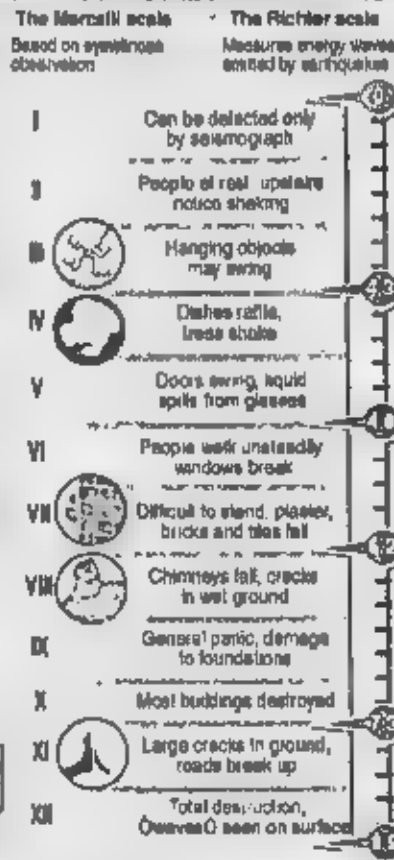 The Mercalli scale
The Richter scale
Based on eyewitness
observation
Measures energy waves
emitted by earthquakes
I
Can be detected only
by seismograph
II
People at rest upstairs
notice shaking
III
Hanging objects
may swing
IV
Dishes rattle,
trees shake
V
Doors swing, liquid
spills from glasses
VI
People walk unsteadily
windows break
VII
Difficult to stand, plaster,
bricks and tiles fall
VIII
Chimneys fall, cracks
in wet ground
IX
General panic, damage
to foundations
X
Most buildings destroyed
XI
Large cracks in ground,
roads break up
XII
Total destruction,
ÒwavesÓ seen on surface